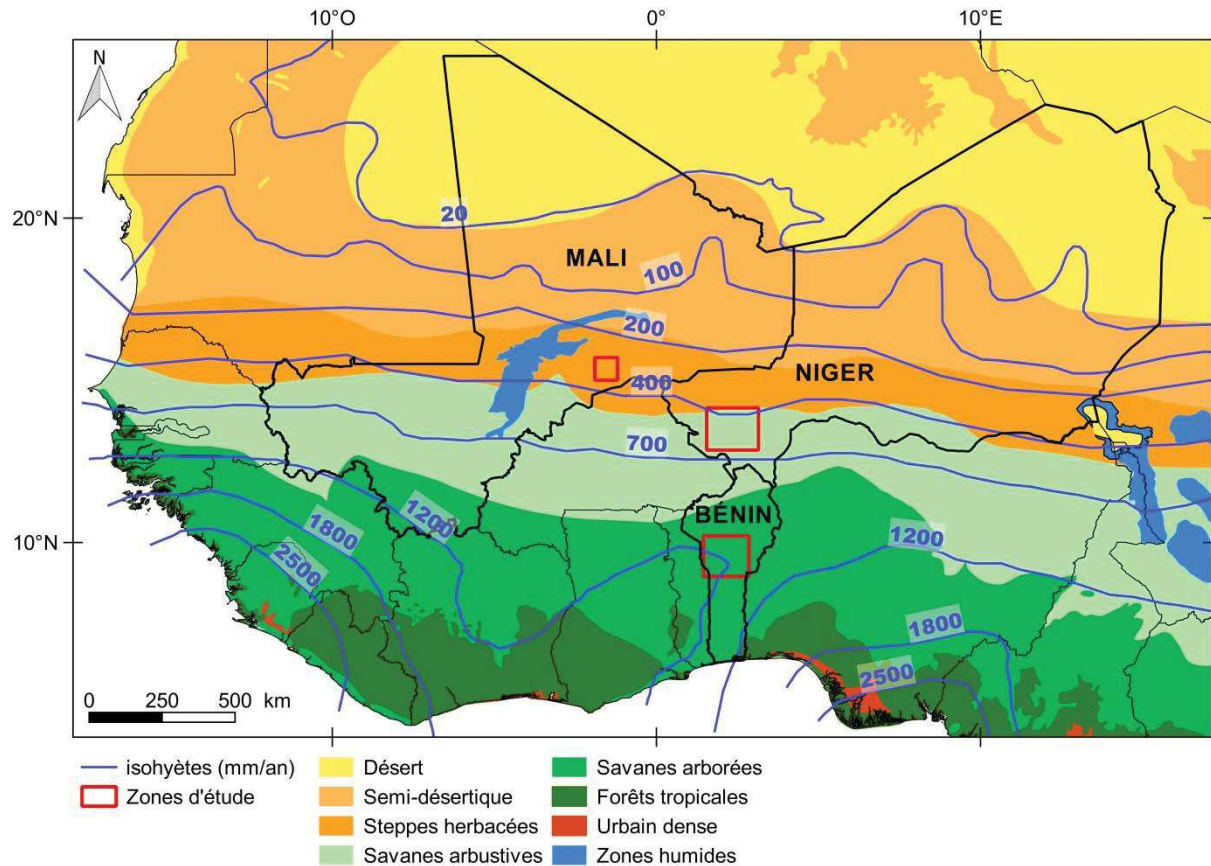 10°O 0° 10°E
N
20°N
20
MALI
100
200
NIGER
400
700
BÉNIN
10°N
1200
1200
1800
2500
1800
2500
0 250 500 km
isohyètes (mm/an)
Zones d'étude
Désert
Semi-désertique
Steppes herbacées
Savanes arbustives
Savanes arborées
Forêts tropicales
Urbain dense
Zones humides